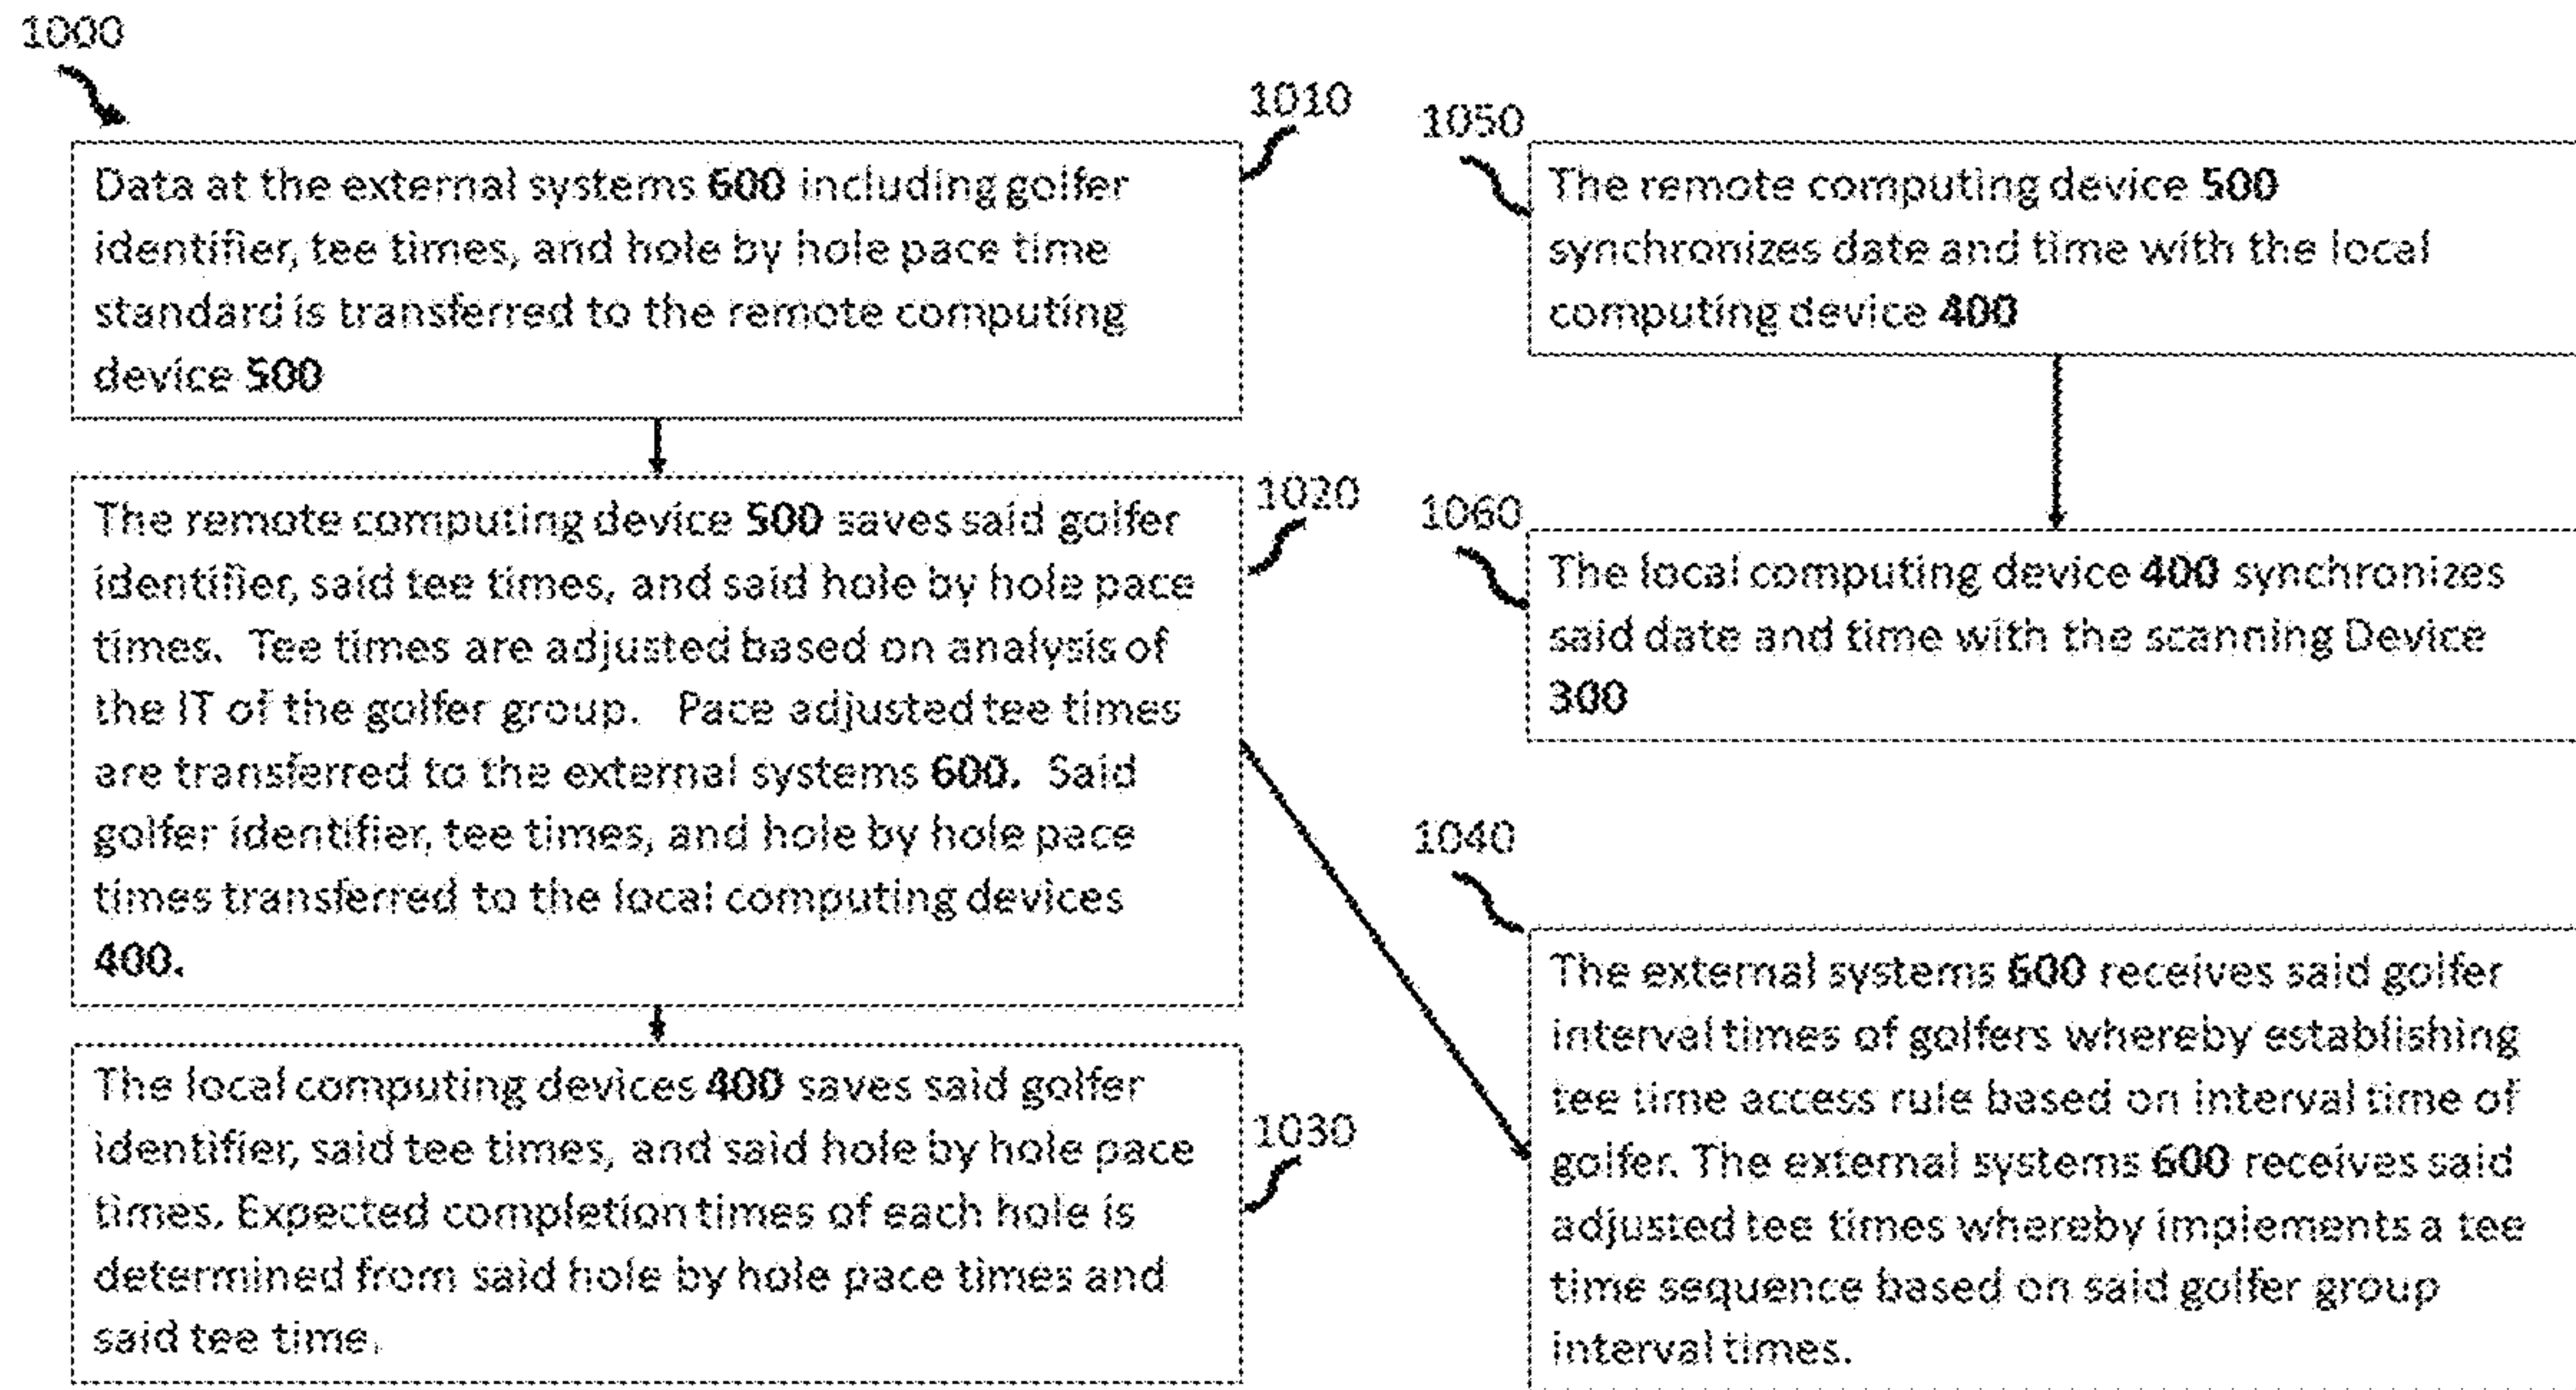 1000
1010
Data at the external systems 600 including golfer
identifier, tee times, and hole by hole pace time
standard is transferred to the remote computing
device 500
1020
The remote computing device 500 saves said golfer
identifier, said tee times, and said hole by hole pace
times. Tee times are adjusted based on analysis of
the IT of the golfer group. Pace adjusted tee times
are transferred to the external systems 600. Said
golfer identifier, tee times, and hole by hole pace
times transferred to the local computing devices
400.
1030
The local computing devices 400 saves said golfer
identifier, said tee times, and said hole by hole pace
times. Expected completion times of each hole is
determined from said hole by hole pace times and
said tee time.
1050
The remote computing device 500
synchronizes date and time with the local
computing device 400
1060
The local computing device 400 synchronizes
said date and time with the scanning Device
300
1040
The external systems 600 receives said golfer
interval times of golfers whereby establishing
tee time access rule based on interval time of
golfer. The external systems 600 receives said
adjusted tee times whereby implements a tee
time sequence based on said golfer group
interval times.